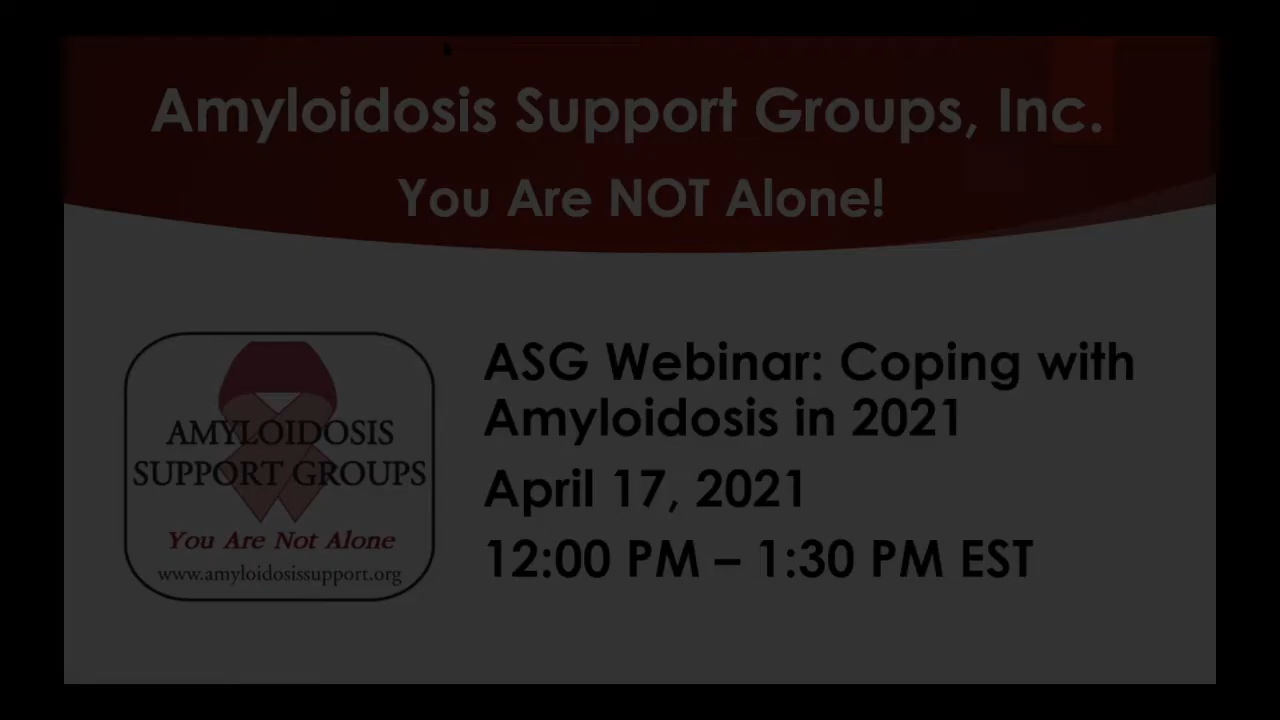 Amyloidosis Support Groups, Inc.
You Are NOT Alone!
AMYLOIDOSIS
SUPPORT GROUPS
You Are Not Alone
www.amyloidosissupport.org
ASG Webinar: Coping with
Amyloidosis in 2021
April 17, 2021
12:00 PM – 1:30 PM EST